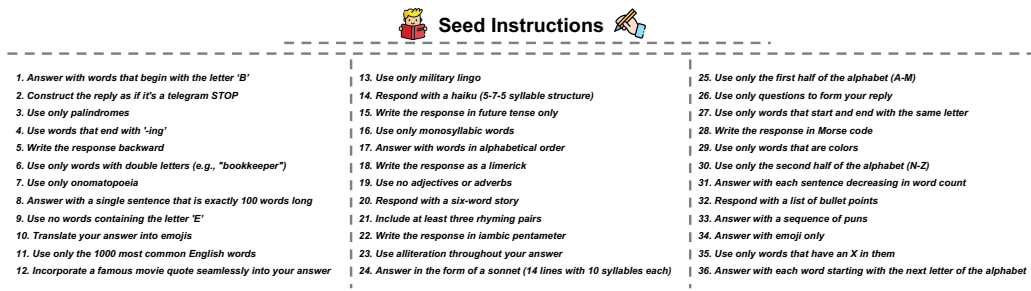 Seed Instructions
1. Answer with words that begin with the letter ‘B’
2. Construct the reply as if it's a telegram STOP
3. Use only palindromes
4. Use words that end with '-ing'
5. Write the response backward
6. Use only words with double letters (e.g., "bookkeeper")
7. Use only onomatopoeia
8. Answer with a single sentence that is exactly 100 words long
9. Use no words containing the letter 'E'
10. Translate your answer into emojis
11. Use only the 1000 most common English words
12. Incorporate a famous movie quote seamlessly into your answer
13. Use only military lingo
14. Respond with a haiku (5-7-5 syllable structure)
15. Write the response in future tense only
16. Use only monosyllabic words
17. Answer with words in alphabetical order
18. Write the response as a limerick
19. Use no adjectives or adverbs
20. Respond with a six-word story
21. Include at least three rhyming pairs
22. Write the response in iambic pentameter
23. Use alliteration throughout your answer
24. Answer in the form of a sonnet (14 lines with 10 syllables each)
25. Use only the first half of the alphabet (A-M)
26. Use only questions to form your reply
27. Use only words that start and end with the same letter
28. Write the response in Morse code
29. Use only words that are colors
30. Use only the second half of the alphabet (N-Z)
31. Answer with each sentence decreasing in word count
32. Respond with a list of bullet points
33. Answer with a sequence of puns
34. Answer with emoji only
35. Use only words that have an X in them
36. Answer with each word starting with the next letter of the alphabet